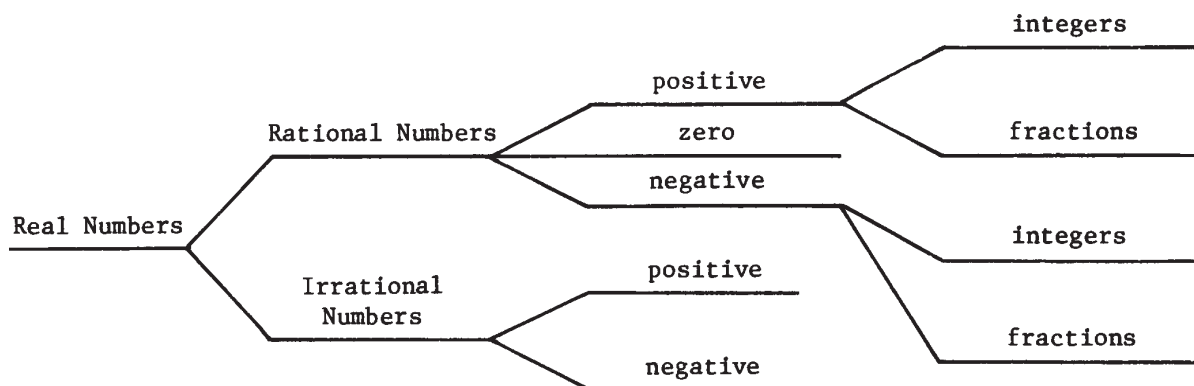 integers
positive
Rational Numbers
zero
fractions
negative
Real Numbers
integers
Irrational
Numbers
positive
fractions
negative